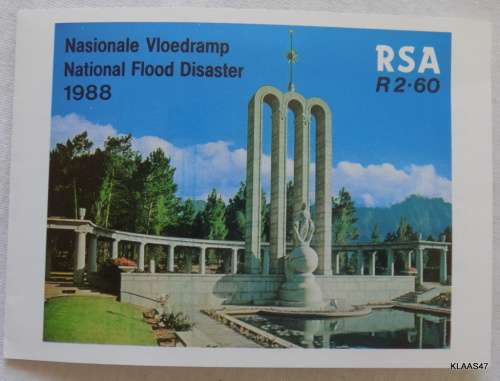 Nasionale Vloedramp
National Flood Disaster
1988
RSA
R2·60
KLAAS47